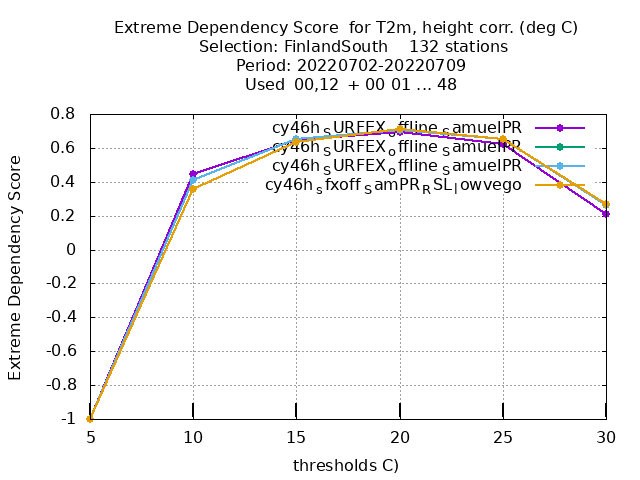 Extreme Dependency Score  for T2m, height corr. (deg C)
Selection: FinlandSouth    132 stations
Period: 20220702-20220709
Used  00,12  + 00 01 ... 48
cy46h_SURFEX_offline_SamuelPR
cy46h_SURFEX_offline_SamuelPR
cy46h_SURFEX_offline_SamuelPR
cy46h_sfxoff_SamPR_RSL_lowvego
Extreme Dependency Score
0.8
0.6
0.4
0.2
0
-0.2
-0.4
-0.6
-0.8
-1
5 10 15 20 25 30
thresholds C)